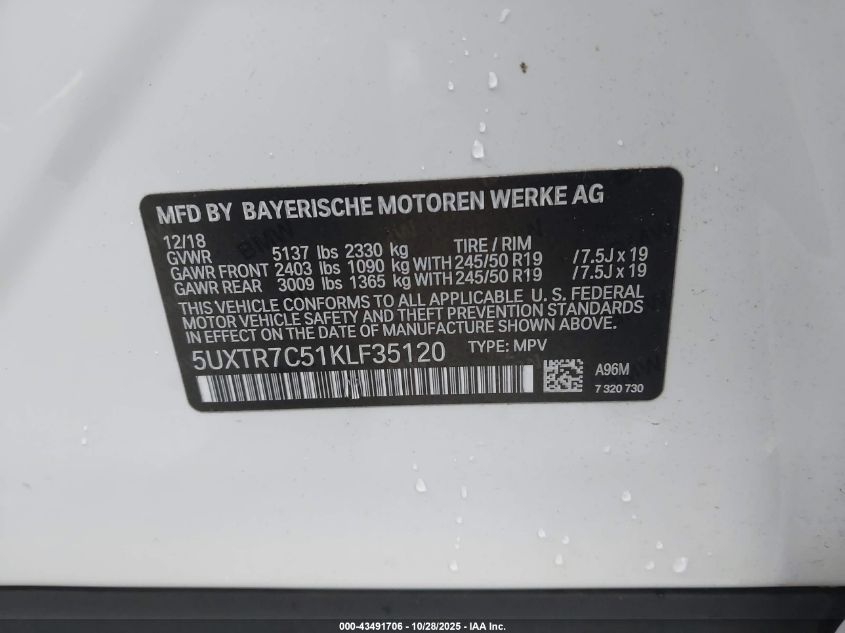 MFD BY BAYERISCHE MOTOREN WERKE AG
12/18
GVWR 5137 lbs 2330 kg TIRE / RIM
GAWR FRONT 2403 lbs 1090 kg WITH 245/50 R19 /7.5J x 19
GAWR REAR 3009 lbs 1365 kg WITH 245/50 R19 /7.5J x 19
THIS VEHICLE CONFORMS TO ALL APPLICABLE U. S. FEDERAL
MOTOR VEHICLE SAFETY AND THEFT PREVENTION STANDARDS
IN EFFECT ON THE DATE OF MANUFACTURE SHOWN ABOVE.
5UXTR7C51KLF35120 TYPE: MPV
A96M
7 320 730
000-43491706 | 10/28/2025 - IAA Inc.